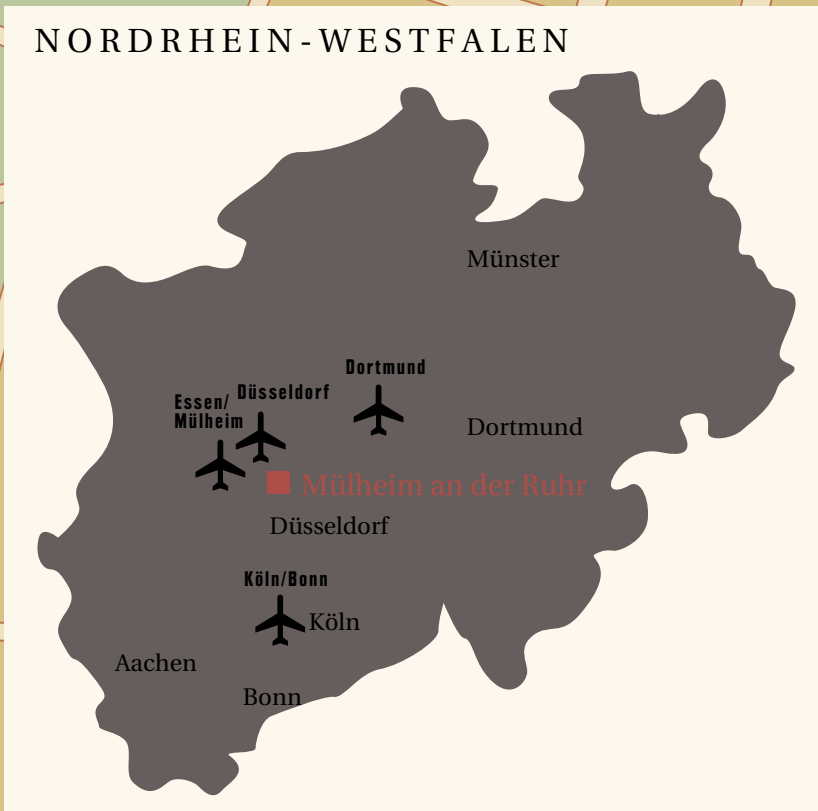 NORDRHEIN-WESTFALEN
Münster
Dortmund
Düsseldorf
Essen/
Mülheim
Dortmund
Mülheim an der Ruhr
Düsseldorf
Köln/Bonn
Köln
Aachen
Bonn